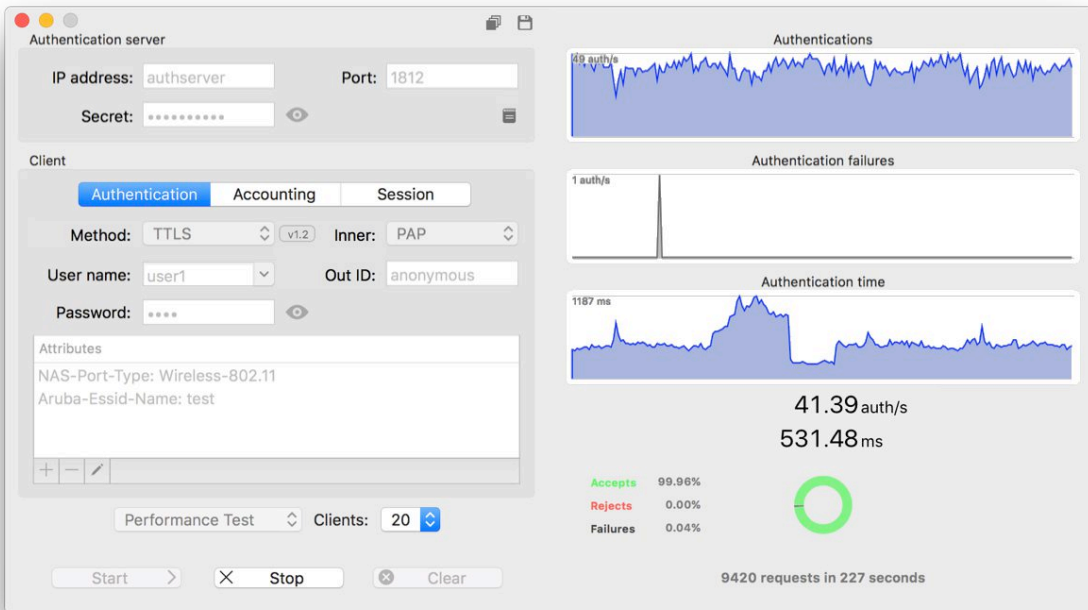 Authentication server
IP address: authserver Port: 1812
Secret: ••••••••••
Client
Authentication Accounting Session
Method: TTLS v1.2 Inner: PAP
User name: user1 Out ID: anonymous
Password: ••••
Attributes
NAS-Port-Type: Wireless-802.11
Aruba-Essid-Name: test
Performance Test Clients: 20
Start Stop Clear
Authentications
49 auth/s
Authentication failures
1 auth/s
Authentication time
1187 ms
41.39 auth/s
531.48 ms
Accepts 99.96%
Rejects 0.00%
Failures 0.04%
9420 requests in 227 seconds